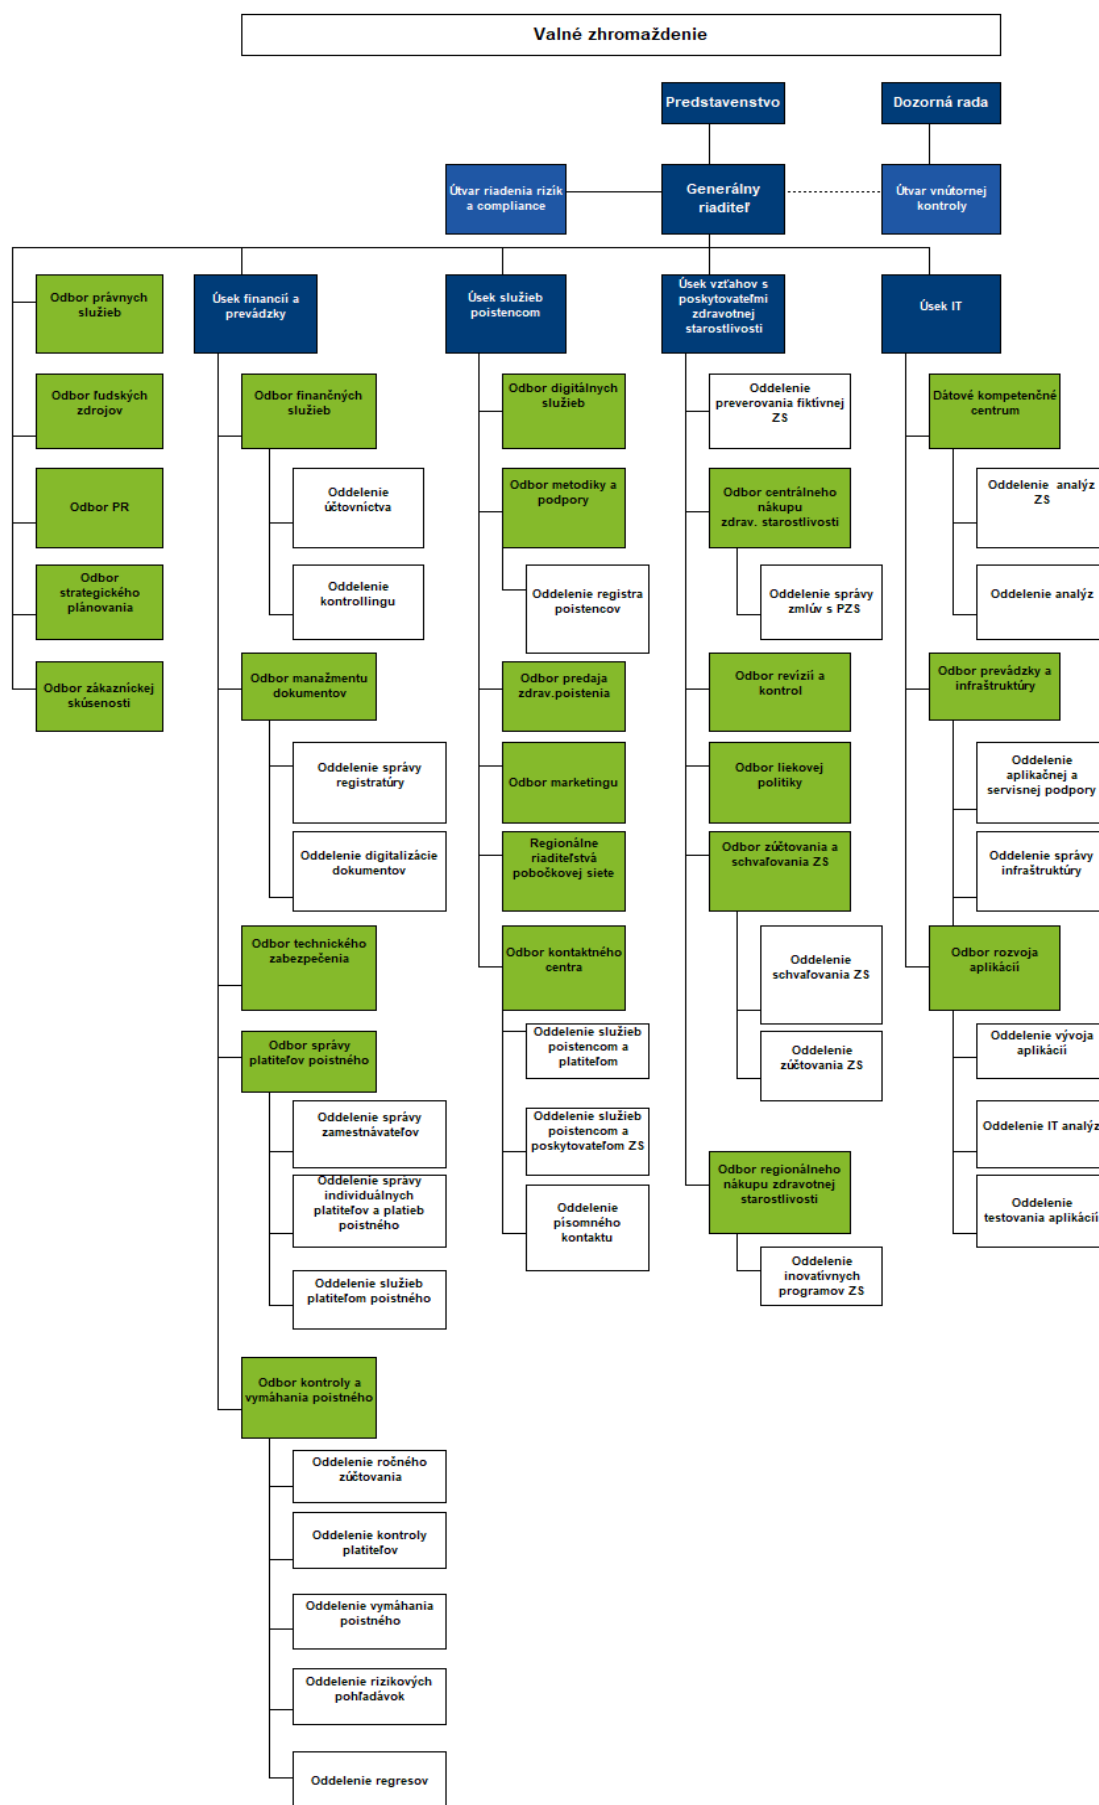 Valné zhromaždenie
Predstavenstvo
Dozorná rada
Útvar riadenia rizík
a compliance
Generálny
riaditeľ
Útvar vnútornej
kontroly
Odbor právnych
služieb
Odbor ľudských
zdrojov
Odbor PR
Odbor
strategického
plánovania
Odbor zákazníckej
skúsenosti
Úsek financií a
prevádzky
Odbor finančných
služieb
Oddelenie
účtovníctva
Oddelenie
kontrollingu
Odbor manažmentu
dokumentov
Oddelenie správy
registratúry
Oddelenie digitalizácie
dokumentov
Odbor technického
zabezpečenia
Odbor správy
platiteľov poistného
Oddelenie správy
zamestnávateľov
Oddelenie správy
individuálnych
platiteľov a platieb
poistného
Oddelenie služieb
platiteľom poistného
Odbor kontroly a
vymáhania poistného
Oddelenie ročného
zúčtovania
Oddelenie kontroly
platiteľov
Oddelenie vymáhania
poistného
Oddelenie rizikových
pohľadávok
Oddelenie regresov
Úsek služieb
poistencom
Odbor digitálnych
služieb
Odbor metodiky a
podpory
Oddelenie registra
poistencov
Odbor predaja
zdrav.poistenia
Odbor marketingu
Regionálne
riaditeľstvá
pobočkovej siete
Odbor kontaktného
centra
Oddelenie služieb
poistencom a
platiteľom
Oddelenie služieb
poistencom a
poskytovateľom ZS
Oddelenie
písomného
kontaktu
Úsek vzťahov s
poskytovateľmi
zdravotnej
starostlivosti
Oddelenie
preverovania fiktívnej
ZS
Odbor centrálneho
nákupu
zdrav. starostlivosti
Oddelenie správy
zmlúv s PZS
Odbor revízií a
kontrol
Odbor liekovej
politiky
Odbor zúčtovania a
schvaľovania ZS
Oddelenie
schvaľovania ZS
Oddelenie
zúčtovania ZS
Odbor regionálneho
nákupu zdravotnej
starostlivosti
Oddelenie
inovatívnych
programov ZS
Úsek IT
Dátové kompetenčné
centrum
Oddelenie  analýz
ZS
Oddelenie analýz
Odbor prevádzky a
infraštruktúry
Oddelenie
aplikačnej a
servisnej podpory
Oddelenie správy
infraštruktúry
Odbor rozvoja
aplikácií
Oddelenie vývoja
aplikácií
Oddelenie IT analýz
Oddelenie
testovania aplikácií